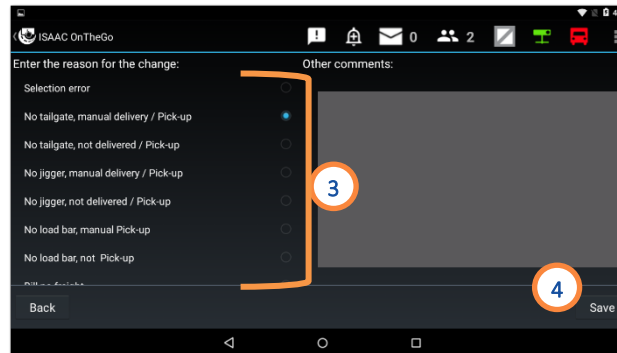 ISAAC OnTheGo
0
2
4
Enter the reason for the change:
Other comments:
Selection error
No tailgate, manual delivery / Pick-up
No tailgate, not delivered / Pick-up
No jigger, manual delivery / Pick-up
No jigger, not delivered / Pick-up
No load bar, manual Pick-up
No load bar, not  Pick-up
3
4
Back
Save